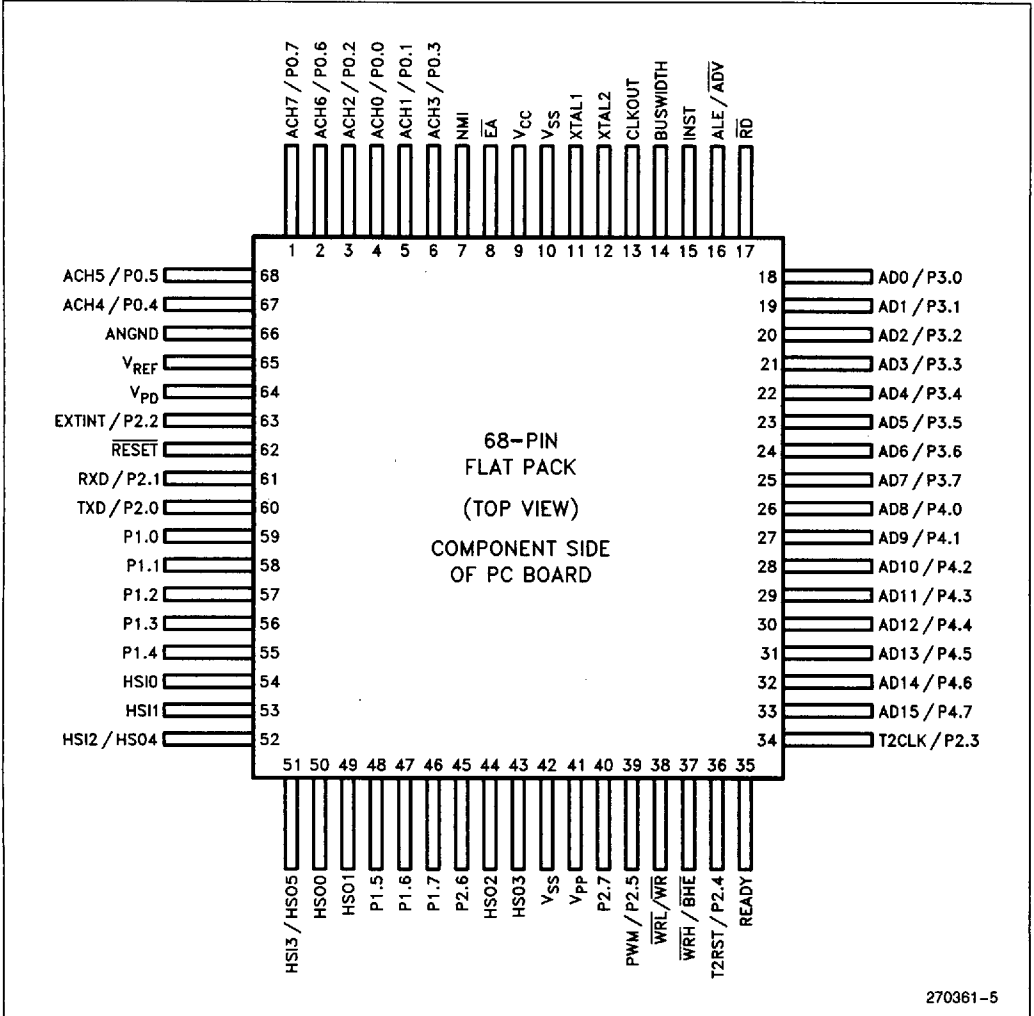 ACH7 / P0.7
ACH6 / P0.6
ACH2 / P0.2
ACH0 / P0.0
ACH1 / P0.1
ACH3 / P0.3
NMI
E̅A̅
VCC
VSS
XTAL1
XTAL2
CLKOUT
BUSWIDTH
INST
ALE / A̅D̅V̅
R̅D̅
1 2 3 4 5 6 7 8 9 10 11 12 13 14 15 16 17
ACH5 / P0.5 68
ACH4 / P0.4 67
ANGND 66
VREF 65
VPD 64
EXTINT / P2.2 63
R̅E̅S̅E̅T̅ 62
RXD / P2.1 61
TXD / P2.0 60
P1.0 59
P1.1 58
P1.2 57
P1.3 56
P1.4 55
HSI0 54
HSI1 53
HSI2 / HSO4 52
68-PIN
FLAT PACK
(TOP VIEW)
COMPONENT SIDE
OF PC BOARD
18 AD0 / P3.0
19 AD1 / P3.1
20 AD2 / P3.2
21 AD3 / P3.3
22 AD4 / P3.4
23 AD5 / P3.5
24 AD6 / P3.6
25 AD7 / P3.7
26 AD8 / P4.0
27 AD9 / P4.1
28 AD10 / P4.2
29 AD11 / P4.3
30 AD12 / P4.4
31 AD13 / P4.5
32 AD14 / P4.6
33 AD15 / P4.7
34 T2CLK / P2.3
51 50 49 48 47 46 45 44 43 42 41 40 39 38 37 36 35
HSI3 / HSO5
HSO0
HSO1
P1.5
P1.6
P1.7
P2.6
HSO2
HSO3
VSS
VPP
P2.7
PWM / P2.5
W̅R̅L̅ / W̅R̅
W̅R̅H̅ / B̅H̅E̅
T2RST / P2.4
READY
270361-5